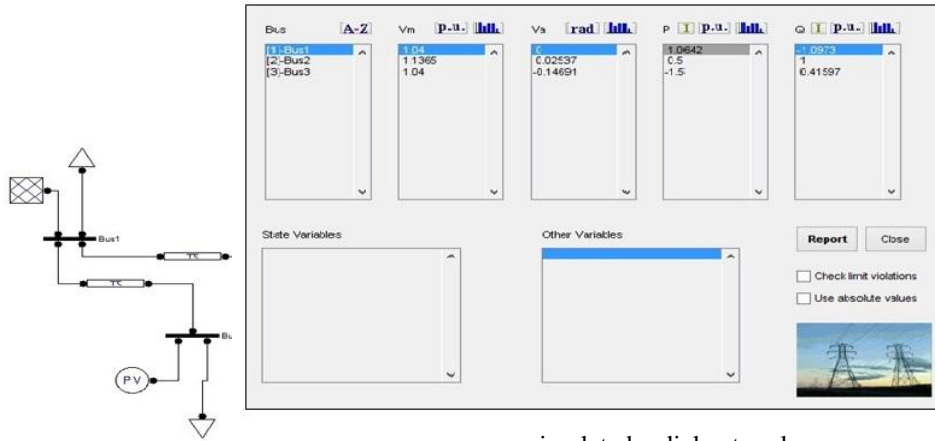 Bus [A-Z] Vm [p.u.] Va [rad] P I [p.u.] Q I [p.u.]
[1]-Bus1 1.04 0 1.0642 -1.0973
[2]-Bus2 1.1365 0.02537 0.5 1
[3]-Bus3 1.04 -0.14691 -1.5 0.41597
Bus1
State Variables Other Variables
Report Close
Check limit violations
Use absolute values
Bu
PV